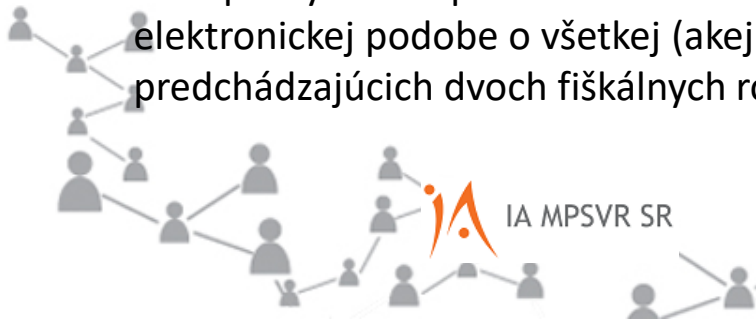 elektronickej podobe o všetkej (akej
predchádzajúcich dvoch fiškálnych
IA MPSVR SR